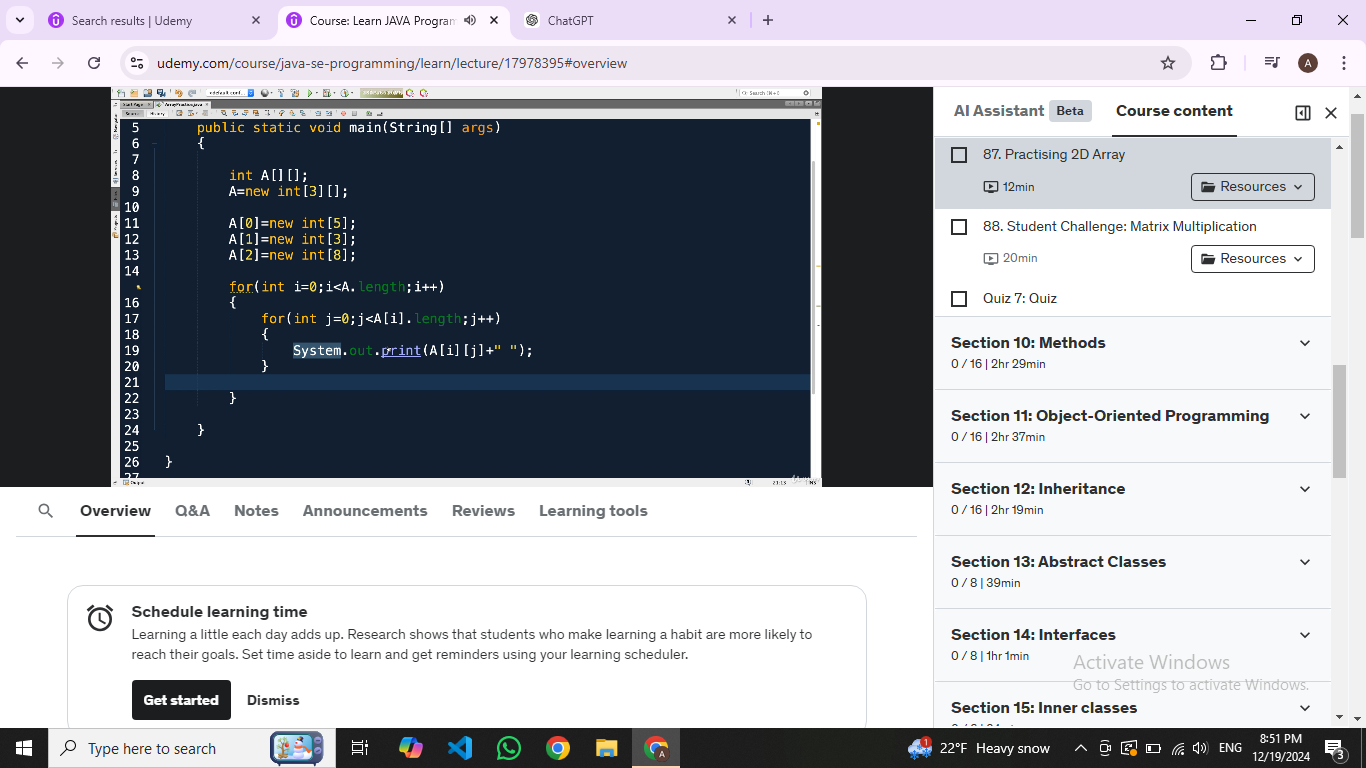 Search results | Udemy
Course: Learn JAVA Program
ChatGPT
udemy.com/course/java-se-programming/learn/lecture/17978395#overview
A
5 public static void main(String[] args)
6 {
7
8 int A[][];
9 A=new int[3][];
10
11 A[0]=new int[5];
12 A[1]=new int[3];
13 A[2]=new int[8];
14
for(int i=0;i<A.length;i++)
16 {
17 for(int j=0;j<A[i].length;j++)
18 {
19 System.out.print(A[i][j]+" ");
20 }
21
22 }
23
24 }
25
26 }
27
AI Assistant Beta Course content
87. Practising 2D Array
12min Resources
88. Student Challenge: Matrix Multiplication
20min Resources
Quiz 7: Quiz
Section 10: Methods
0 / 16 | 2hr 29min
Section 11: Object-Oriented Programming
0 / 16 | 2hr 37min
Section 12: Inheritance
0 / 16 | 2hr 19min
Section 13: Abstract Classes
0 / 8 | 39min
Section 14: Interfaces
0 / 8 | 1hr 1min
Section 15: Inner classes
Activate Windows
Go to Settings to activate Windows.
Overview Q&A Notes Announcements Reviews Learning tools
Schedule learning time
Learning a little each day adds up. Research shows that students who make learning a habit are more likely to
reach their goals. Set time aside to learn and get reminders using your learning scheduler.
Get started Dismiss
Type here to search
1
22°F Heavy snow
ENG
8:51 PM
12/19/2024
3